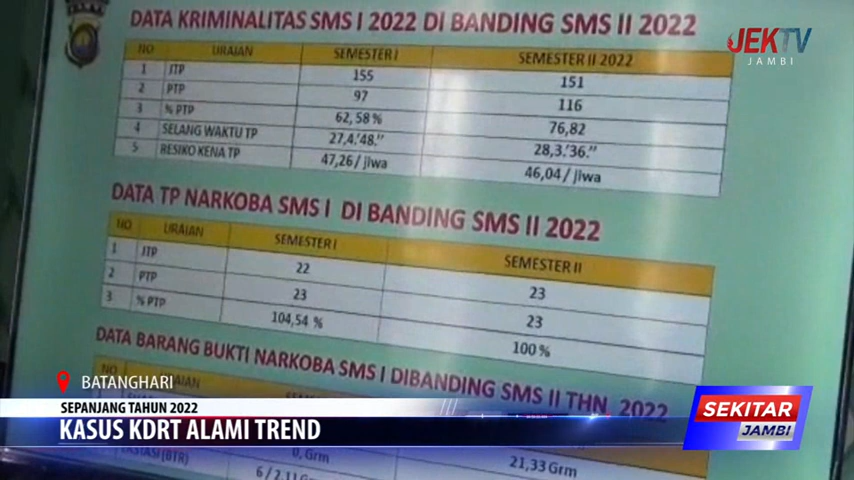 DATA KRIMINALITAS SMS I 2022 DI BANDING SMS II 2022
JEKTV
JAMBI
NO URAIAN SEMESTER I SEMESTER II 2022
1 JTP 155 151
2 PTP 97 116
3 % PTP 62,58 % 76,82
4 SELANG WAKTU TP 27,4.'48." 28,3.'36."
5 RESIKO KENA TP 47,26 / jiwa 46,04 / jiwa
DATA TP NARKOBA SMS I DI BANDING SMS II 2022
NO URAIAN SEMESTER I SEMESTER II
1 JTP 22 23
2 PTP 23 23
3 % PTP 104,54 % 100 %
DATA BARANG BUKTI NARKOBA SMS I DIBANDING SMS II THN 2022
NO URAIAN
BATANGHARI
SEPANJANG TAHUN 2022
KASUS KDRT ALAMI TREND
SEKITAR
JAMBI
(BTR) 0, Grm 21,33 Grm